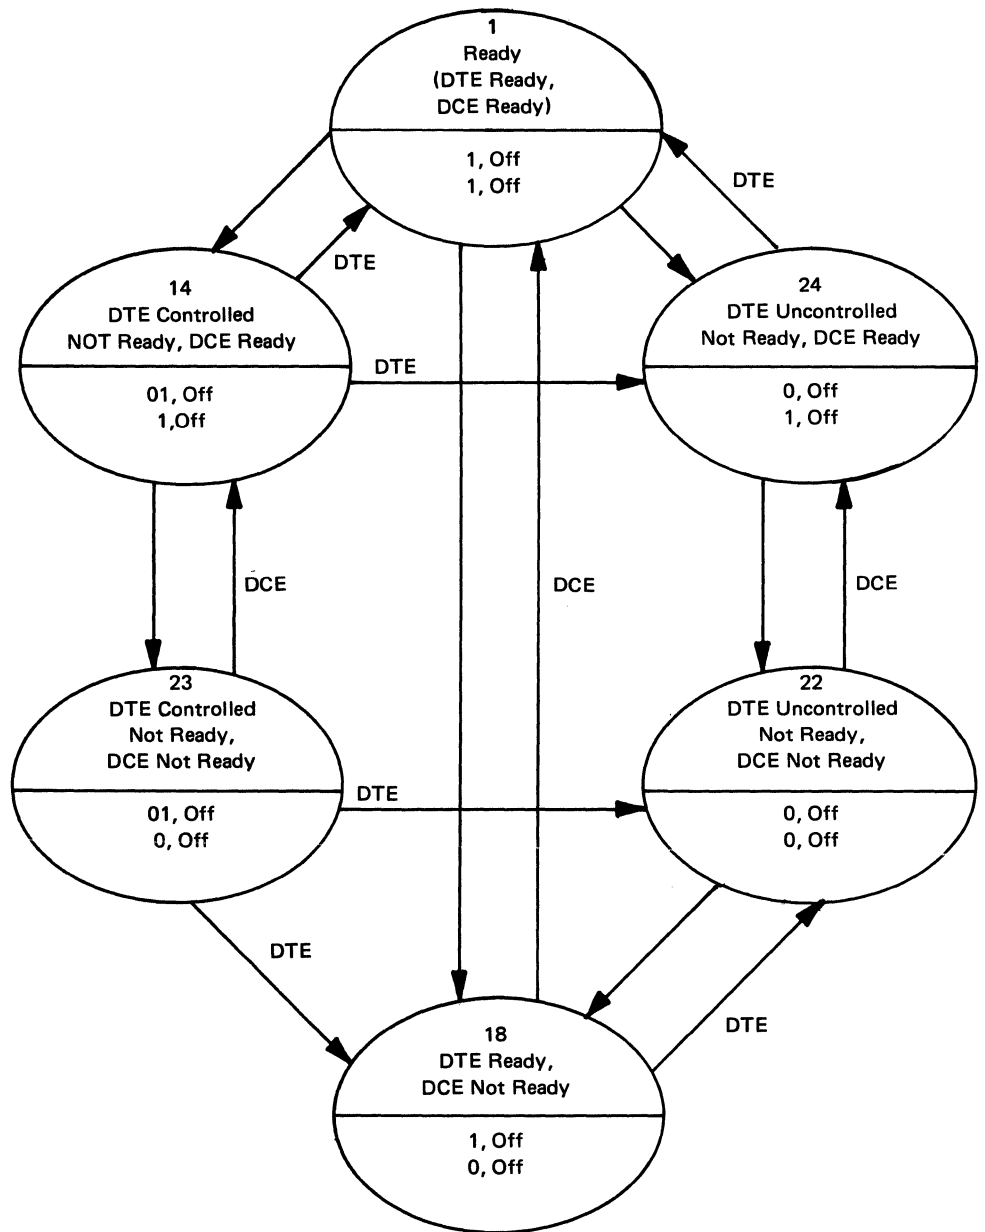 1
Ready
(DTE Ready,
DCE Ready)
1, Off
1, Off
DTE
DTE
14
DTE Controlled
NOT Ready, DCE Ready
01, Off
1,Off
DTE
24
DTE Uncontrolled
Not Ready, DCE Ready
0, Off
1, Off
DCE
DCE
DCE
23
DTE Controlled
Not Ready,
DCE Not Ready
01, Off
0, Off
DTE
22
DTE Uncontrolled
Not Ready,
DCE Not Ready
0, Off
0, Off
DTE
DTE
18
DTE Ready,
DCE Not Ready
1, Off
0, Off